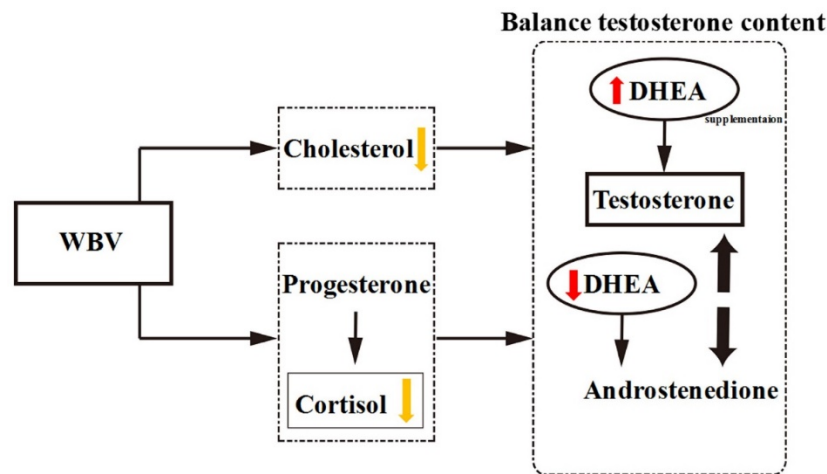 Balance testosterone content
DHEA
supplementaion
Cholesterol
Testosterone
WBV
Progesterone
DHEA
Cortisol
Androstenedione